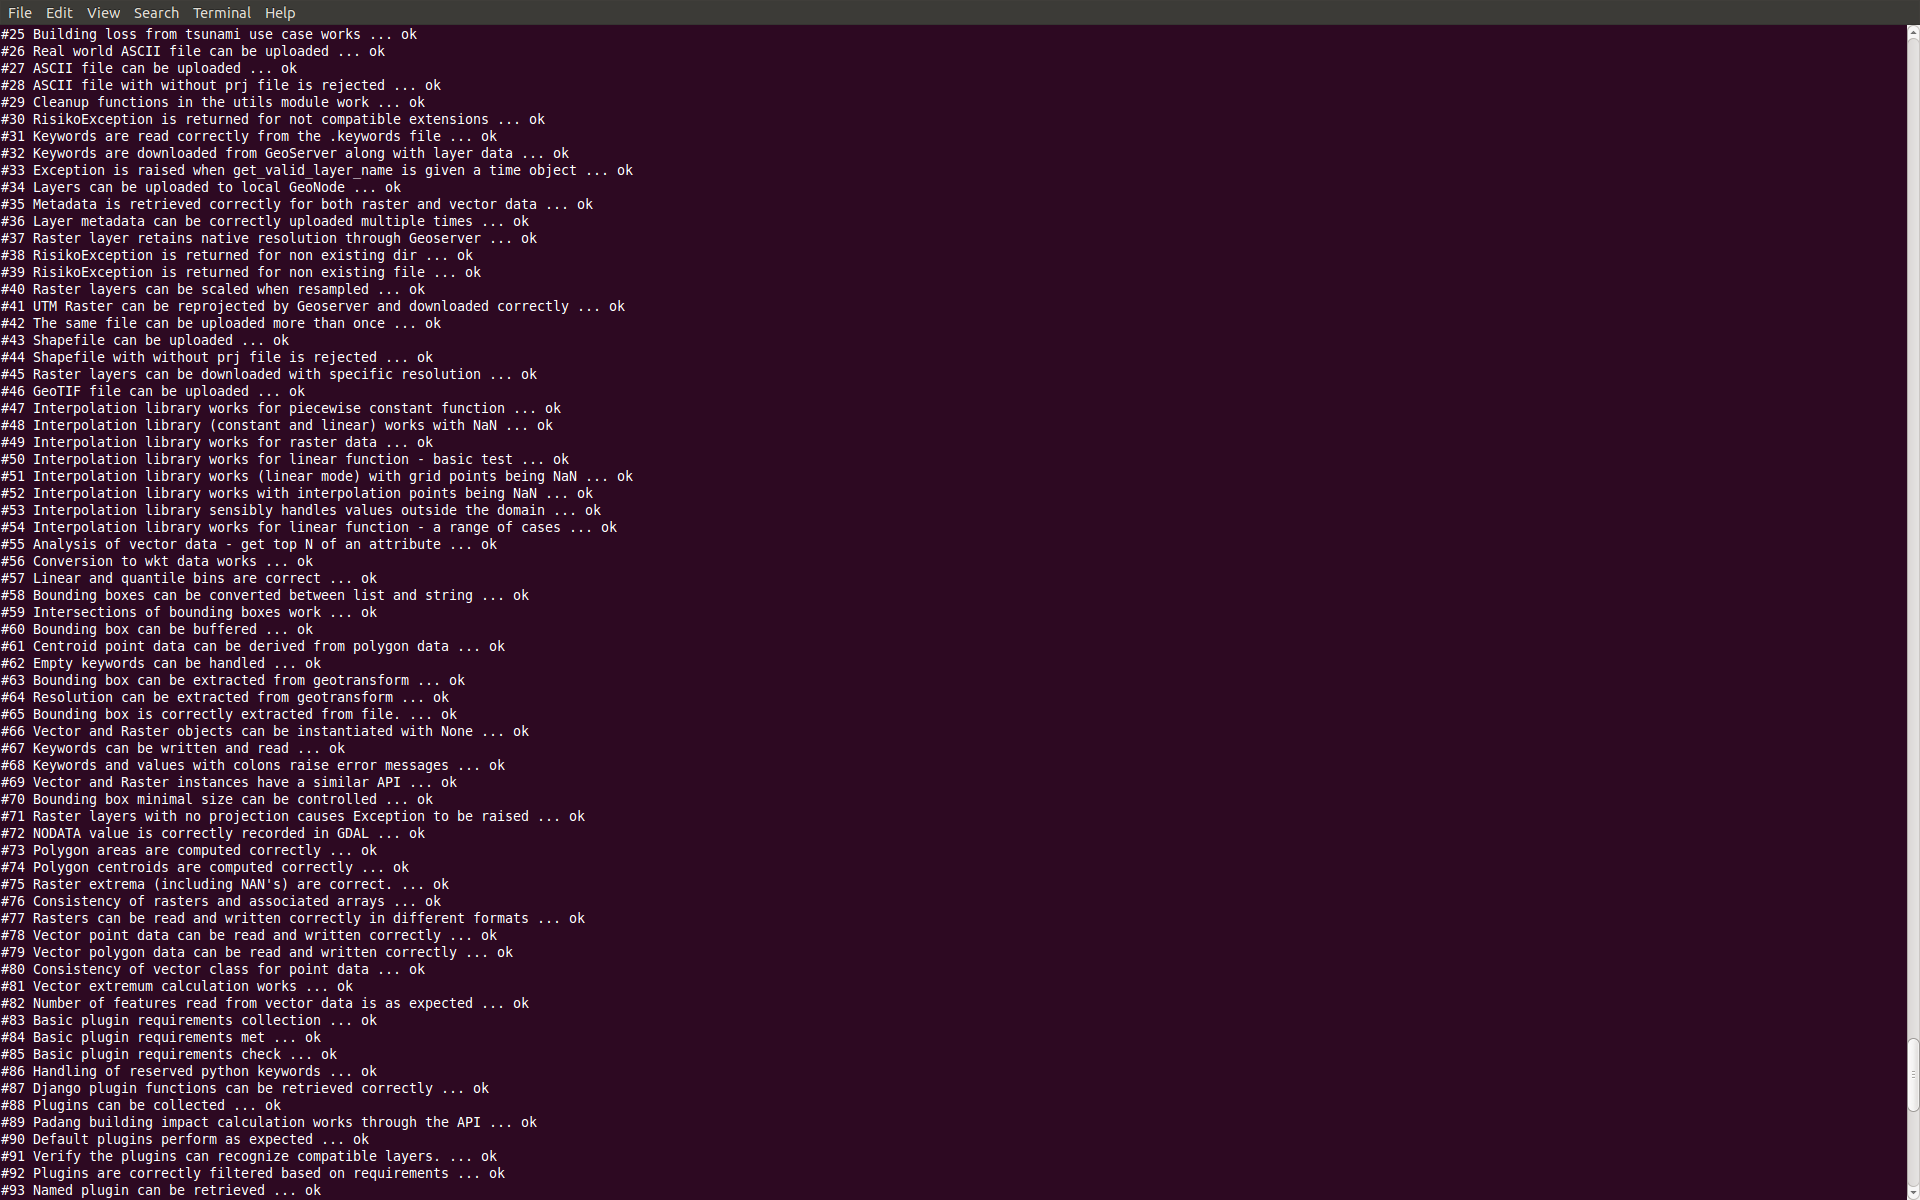 File Edit View Search Terminal Help
#25 Building loss from tsunami use case works ... ok
#26 Real world ASCII file can be uploaded ... ok
#27 ASCII file can be uploaded ... ok
#28 ASCII file with without prj file is rejected ... ok
#29 Cleanup functions in the utils module work ... ok
#30 RisikoException is returned for not compatible extensions ... ok
#31 Keywords are read correctly from the .keywords file ... ok
#32 Keywords are downloaded from GeoServer along with layer data ... ok
#33 Exception is raised when get_valid_layer_name is given a time object ... ok
#34 Layers can be uploaded to local GeoNode ... ok
#35 Metadata is retrieved correctly for both raster and vector data ... ok
#36 Layer metadata can be correctly uploaded multiple times ... ok
#37 Raster layer retains native resolution through Geoserver ... ok
#38 RisikoException is returned for non existing dir ... ok
#39 RisikoException is returned for non existing file ... ok
#40 Raster layers can be scaled when resampled ... ok
#41 UTM Raster can be reprojected by Geoserver and downloaded correctly ... ok
#42 The same file can be uploaded more than once ... ok
#43 Shapefile can be uploaded ... ok
#44 Shapefile with without prj file is rejected ... ok
#45 Raster layers can be downloaded with specific resolution ... ok
#46 GeoTIF file can be uploaded ... ok
#47 Interpolation library works for piecewise constant function ... ok
#48 Interpolation library (constant and linear) works with NaN ... ok
#49 Interpolation library works for raster data ... ok
#50 Interpolation library works for linear function - basic test ... ok
#51 Interpolation library works (linear mode) with grid points being NaN ... ok
#52 Interpolation library works with interpolation points being NaN ... ok
#53 Interpolation library sensibly handles values outside the domain ... ok
#54 Interpolation library works for linear function - a range of cases ... ok
#55 Analysis of vector data - get top N of an attribute ... ok
#56 Conversion to wkt data works ... ok
#57 Linear and quantile bins are correct ... ok
#58 Bounding boxes can be converted between list and string ... ok
#59 Intersections of bounding boxes work ... ok
#60 Bounding box can be buffered ... ok
#61 Centroid point data can be derived from polygon data ... ok
#62 Empty keywords can be handled ... ok
#63 Bounding box can be extracted from geotransform ... ok
#64 Resolution can be extracted from geotransform ... ok
#65 Bounding box is correctly extracted from file. ... ok
#66 Vector and Raster objects can be instantiated with None ... ok
#67 Keywords can be written and read ... ok
#68 Keywords and values with colons raise error messages ... ok
#69 Vector and Raster instances have a similar API ... ok
#70 Bounding box minimal size can be controlled ... ok
#71 Raster layers with no projection causes Exception to be raised ... ok
#72 NODATA value is correctly recorded in GDAL ... ok
#73 Polygon areas are computed correctly ... ok
#74 Polygon centroids are computed correctly ... ok
#75 Raster extrema (including NAN's) are correct. ... ok
#76 Consistency of rasters and associated arrays ... ok
#77 Rasters can be read and written correctly in different formats ... ok
#78 Vector point data can be read and written correctly ... ok
#79 Vector polygon data can be read and written correctly ... ok
#80 Consistency of vector class for point data ... ok
#81 Vector extremum calculation works ... ok
#82 Number of features read from vector data is as expected ... ok
#83 Basic plugin requirements collection ... ok
#84 Basic plugin requirements met ... ok
#85 Basic plugin requirements check ... ok
#86 Handling of reserved python keywords ... ok
#87 Django plugin functions can be retrieved correctly ... ok
#88 Plugins can be collected ... ok
#89 Padang building impact calculation works through the API ... ok
#90 Default plugins perform as expected ... ok
#91 Verify the plugins can recognize compatible layers. ... ok
#92 Plugins are correctly filtered based on requirements ... ok
#93 Named plugin can be retrieved ... ok